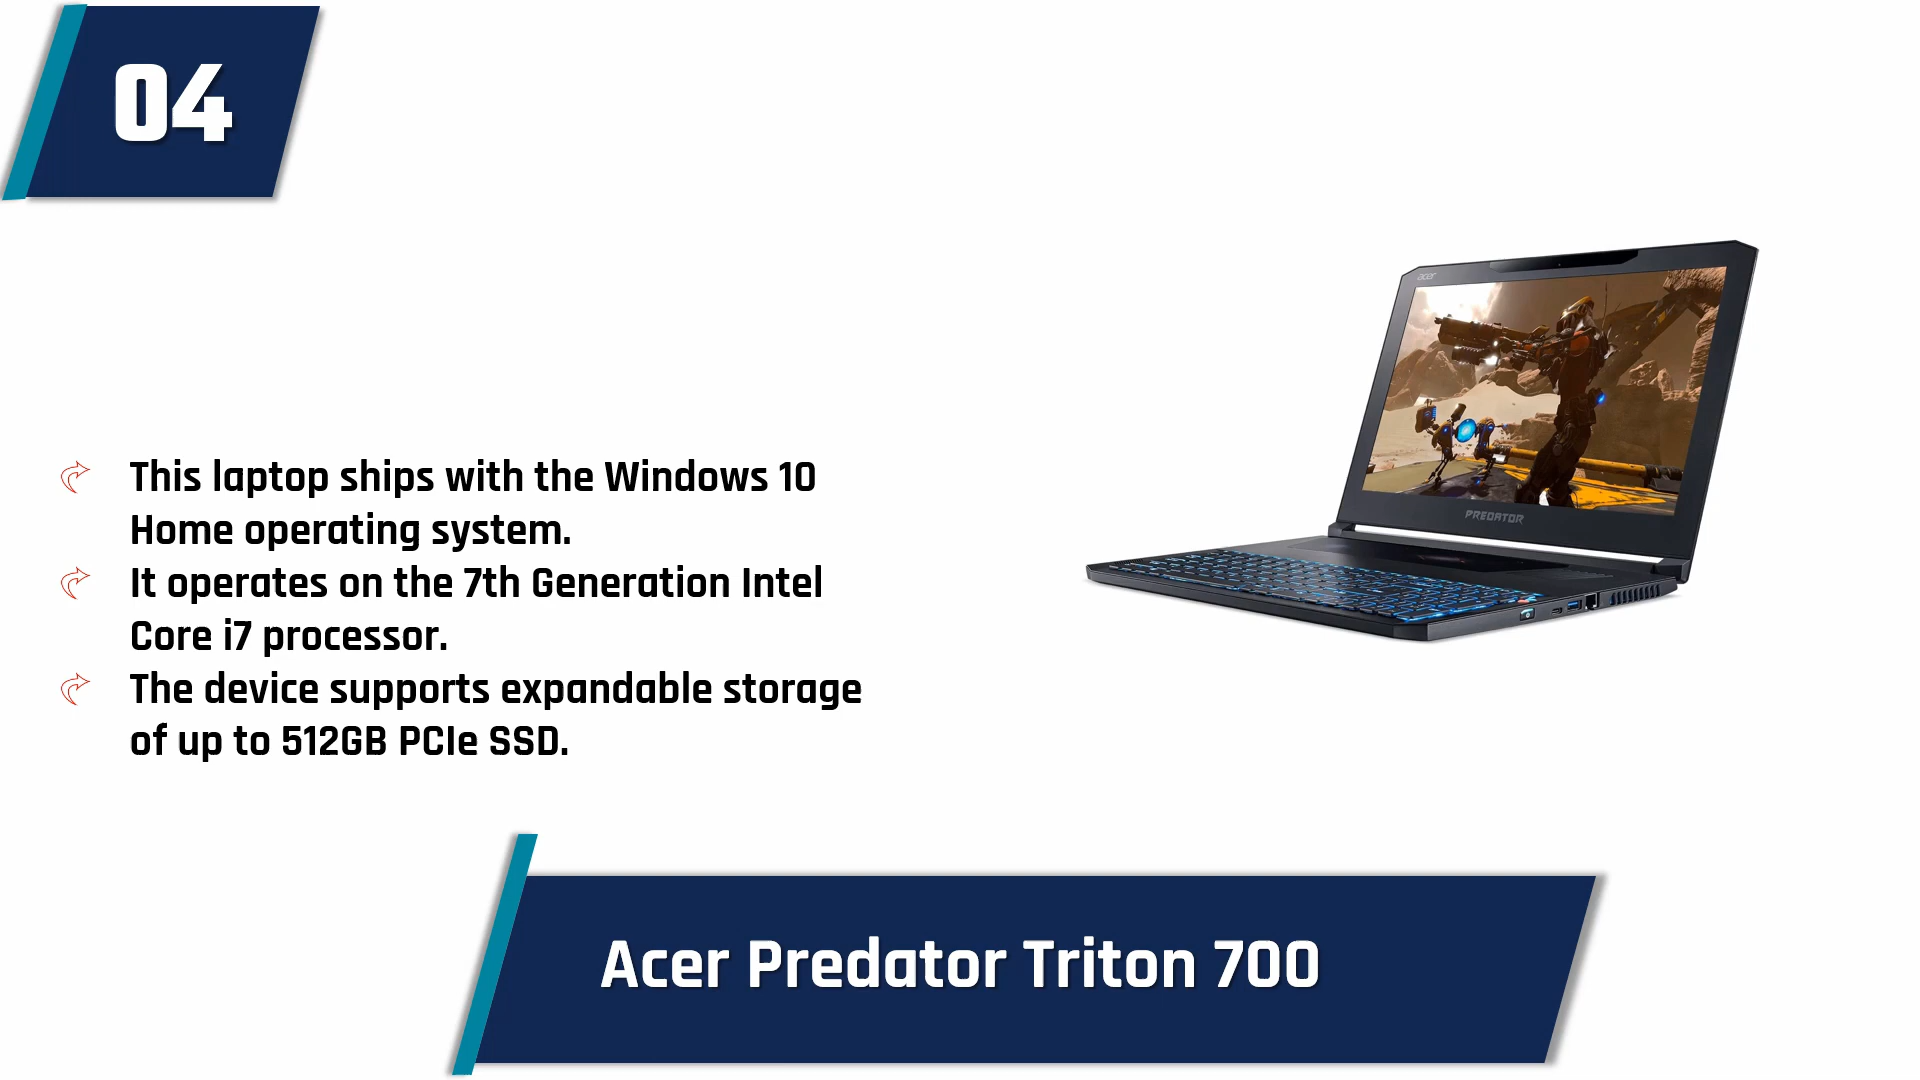 04
acer
PREDATOR
This laptop ships with the Windows 10
Home operating system.
It operates on the 7th Generation Intel
Core i7 processor.
The device supports expandable storage
of up to 512GB PCIe SSD.
Acer Predator Triton 700